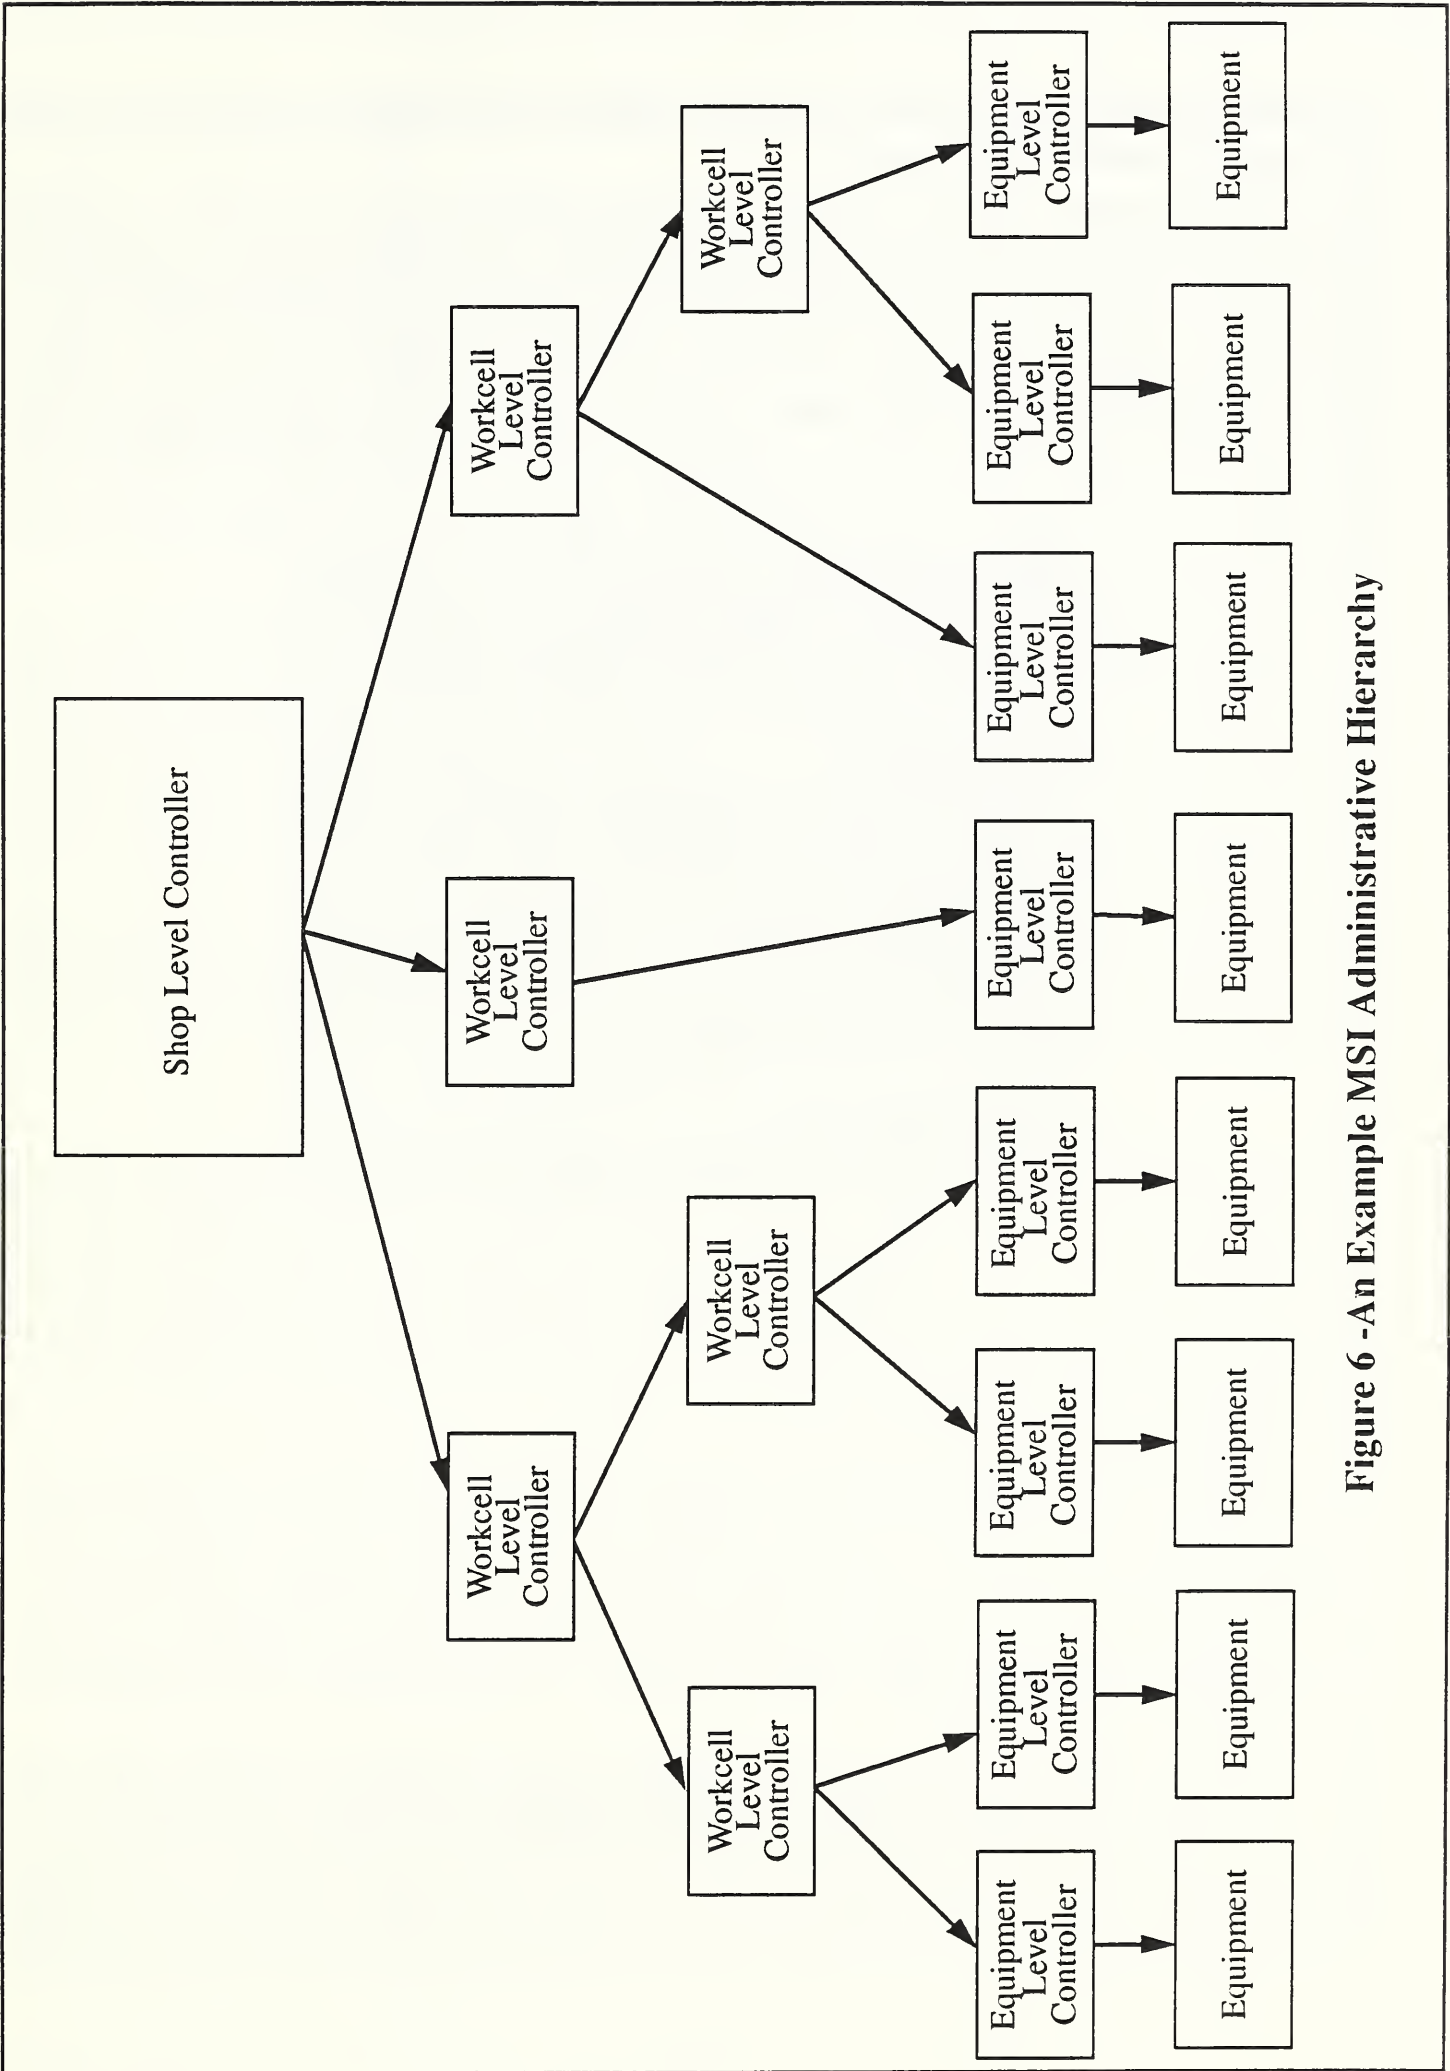 Shop Level Controller
Workcell
Level
Controller
Workcell
Level
Controller
Workcell
Level
Controller
Workcell
Level
Controller
Workcell
Level
Controller
Workcell
Level
Controller
Equipment
Level
Controller
Equipment
Level
Controller
Equipment
Level
Controller
Equipment
Level
Controller
Equipment
Level
Controller
Equipment
Level
Controller
Equipment
Level
Controller
Equipment
Level
Controller
Equipment
Equipment
Equipment
Equipment
Equipment
Equipment
Equipment
Equipment
Figure 6 -An Example MSI Administrative Hierarchy